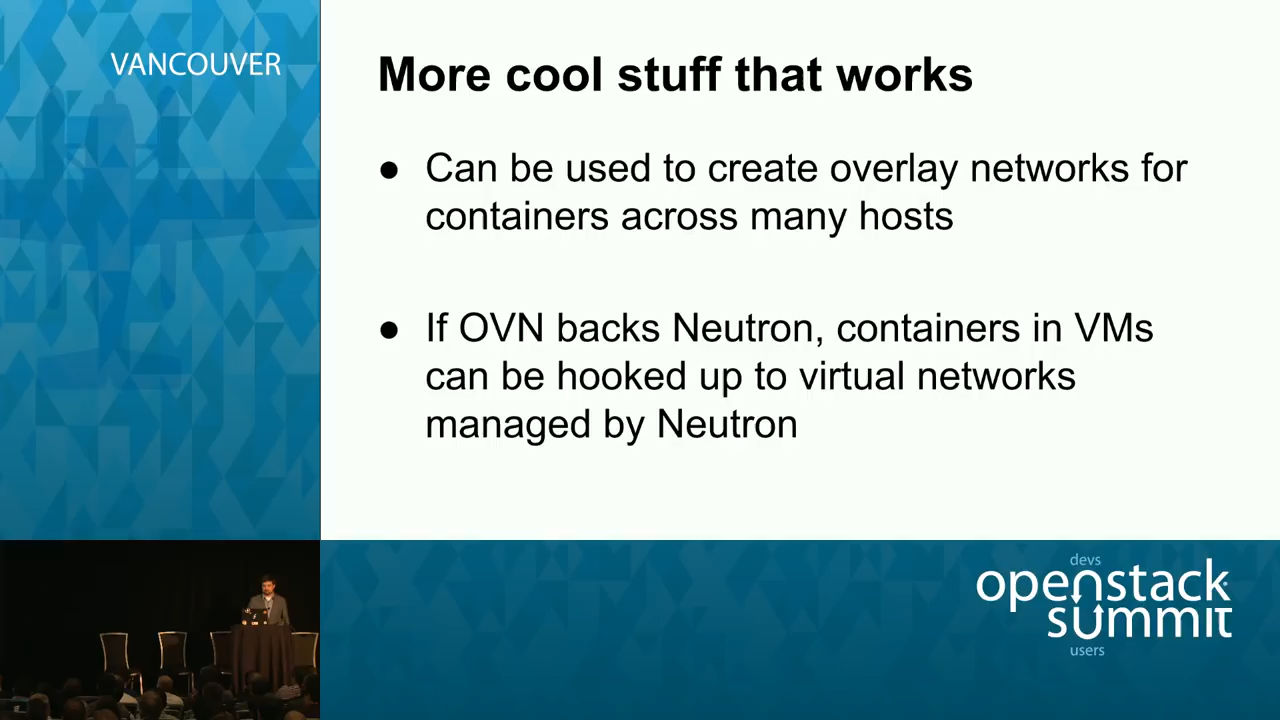 VANCOUVER
More cool stuff that works
● Can be used to create overlay networks for
containers across many hosts
● If OVN backs Neutron, containers in VMs
can be hooked up to virtual networks
managed by Neutron
devs
openstack
summit
users